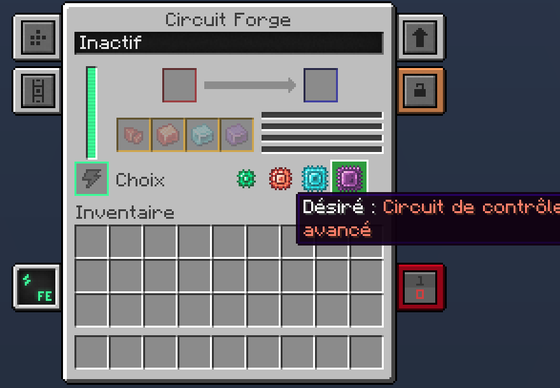 Circuit Forge
Inactif
Choix
Désiré : Circuit de contrôle
avancé
Inventaire
FE
1
0